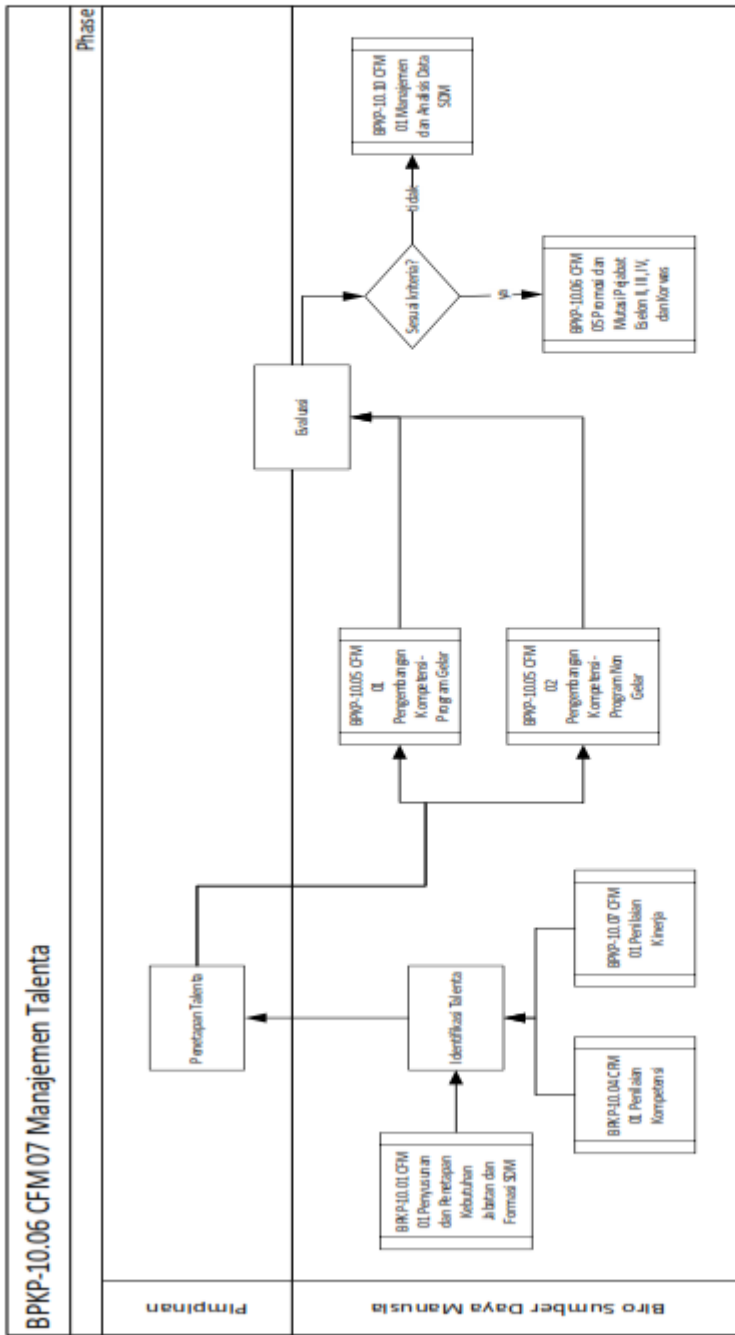 BPKP-10.06 CFM 07 Manajemen Talenta
Phase
Pimpinan
Biro Sumber Daya Manusia
BPKP-10.01 CFM
01 Penyusunan
dan Penetapan
Kebutuhan
Jabatan dan
Formasi SDM
BPKP-10.04 CFM
01 Penilaian
Kompetensi
BPKP-10.07 CFM
01 Penilaian
Kinerja
Identifikasi Talenta
Penetapan Talenta
BPKP-10.05 CFM
01
Pengembangan
Kompetensi-
Program Gelar
BPKP-10.05 CFM
02
Pengembangan
Kompetensi-
Program Non
Gelar
Evaluasi
Sesuai kriteria?
tidak
ya
BPKP-10.10 CFM
01 Manajemen
dan Analisis Data
SDM
BPKP-10.06 CFM
05 Promosi dan
Mutasi Pejabat
Eselon II, III, IV,
dan Korwas